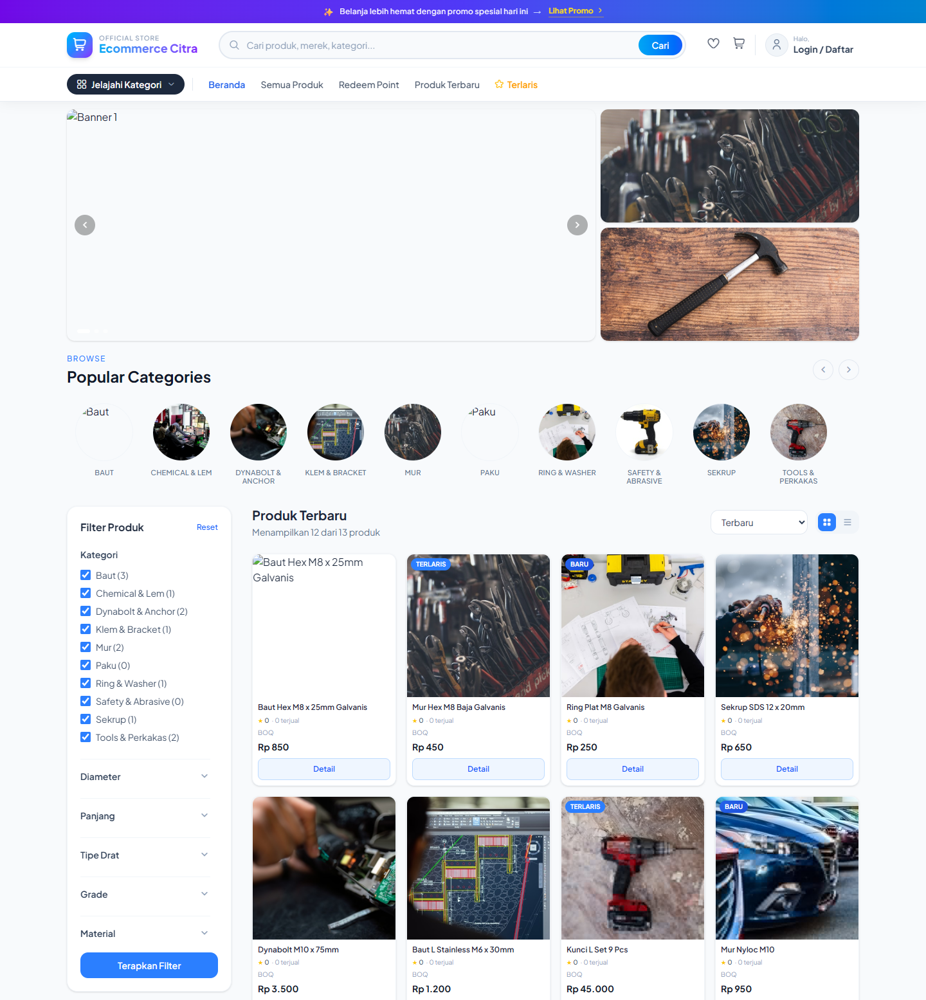 Belanja lebih hemat dengan promo spesial hari ini → Lihat Promo
OFFICIAL STORE
Ecommerce Citra
Cari produk, merek, kategori...
Cari
Halo,
Login / Daftar
Jelajahi Kategori
Beranda
Semua Produk
Redeem Point
Produk Terbaru
Terlaris
Banner 1
BROWSE
Popular Categories
Baut
Paku
BAUT
CHEMICAL & LEM
DYNABOLT &
ANCHOR
KLEM & BRACKET
MUR
PAKU
RING & WASHER
SAFETY &
ABRASIVE
SEKRUP
TOOLS &
PERKAKAS
Filter Produk
Reset
Kategori
Baut (3)
Chemical & Lem (1)
Dynabolt & Anchor (2)
Klem & Bracket (1)
Mur (2)
Paku (0)
Ring & Washer (1)
Safety & Abrasive (0)
Sekrup (1)
Tools & Perkakas (2)
Diameter
Panjang
Tipe Drat
Grade
Material
Terapkan Filter
Produk Terbaru
Menampilkan 12 dari 13 produk
Terbaru
Baut Hex M8 x 25mm
Galvanis
Baut Hex M8 x 25mm Galvanis
★ 0 · 0 terjual
BOQ
Rp 850
Detail
TERLARIS
Mur Hex M8 Baja Galvanis
★ 0 · 0 terjual
BOQ
Rp 450
Detail
BARU
STANLEY
Ring Plat M8 Galvanis
★ 0 · 0 terjual
BOQ
Rp 250
Detail
Sekrup SDS 12 x 20mm
★ 0 · 0 terjual
BOQ
Rp 650
Detail
Dynabolt M10 x 75mm
★ 0 · 0 terjual
BOQ
Rp 3.500
Baut L Stainless M6 x 30mm
★ 0 · 0 terjual
BOQ
Rp 1.200
TERLARIS
Kunci L Set 9 Pcs
★ 0 · 0 terjual
BOQ
Rp 45.000
BARU
Mur Nyloc M10
★ 0 · 0 terjual
BOQ
Rp 950